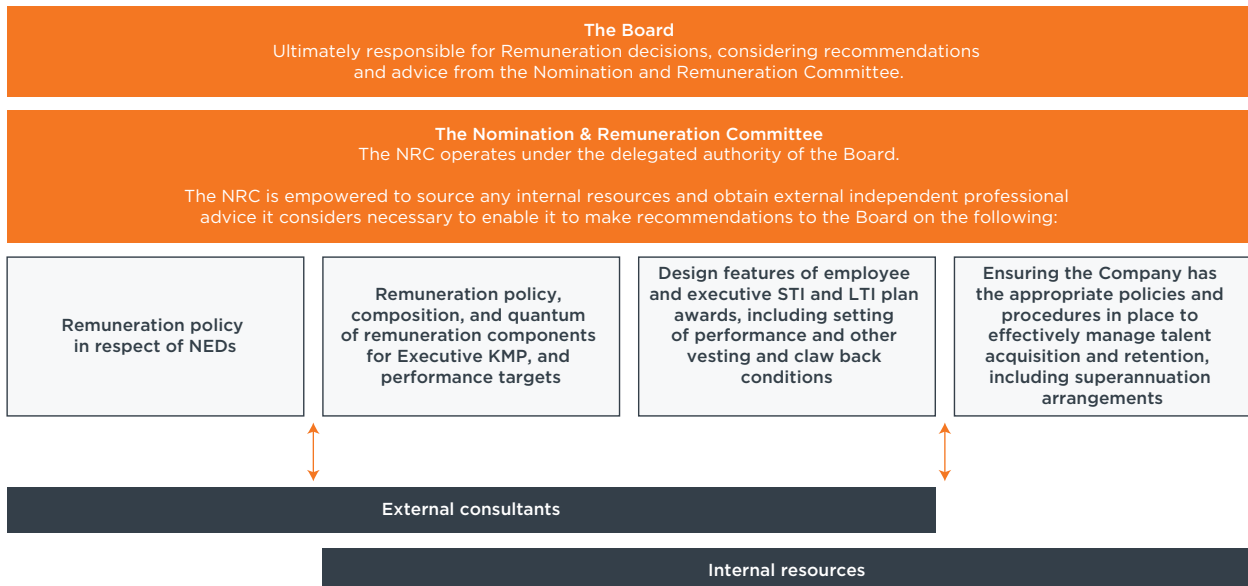 The Board
Ultimately responsible for Remuneration decisions, considering recommendations
and advice from the Nomination and Remuneration Committee.
The Nomination & Remuneration Committee
The NRC operates under the delegated authority of the Board.
The NRC is empowered to source any internal resources and obtain external independent professional
advice it considers necessary to enable it to make recommendations to the Board on the following:
Remuneration policy
in respect of NEDs
Remuneration policy,
composition, and quantum
of remuneration components
for Executive KMP, and
performance targets
Design features of employee
and executive STI and LTI plan
awards, including setting
of performance and other
vesting and claw back
conditions
Ensuring the Company has
the appropriate policies and
procedures in place to
effectively manage talent
acquisition and retention,
including superannuation
arrangements
External consultants
Internal resources